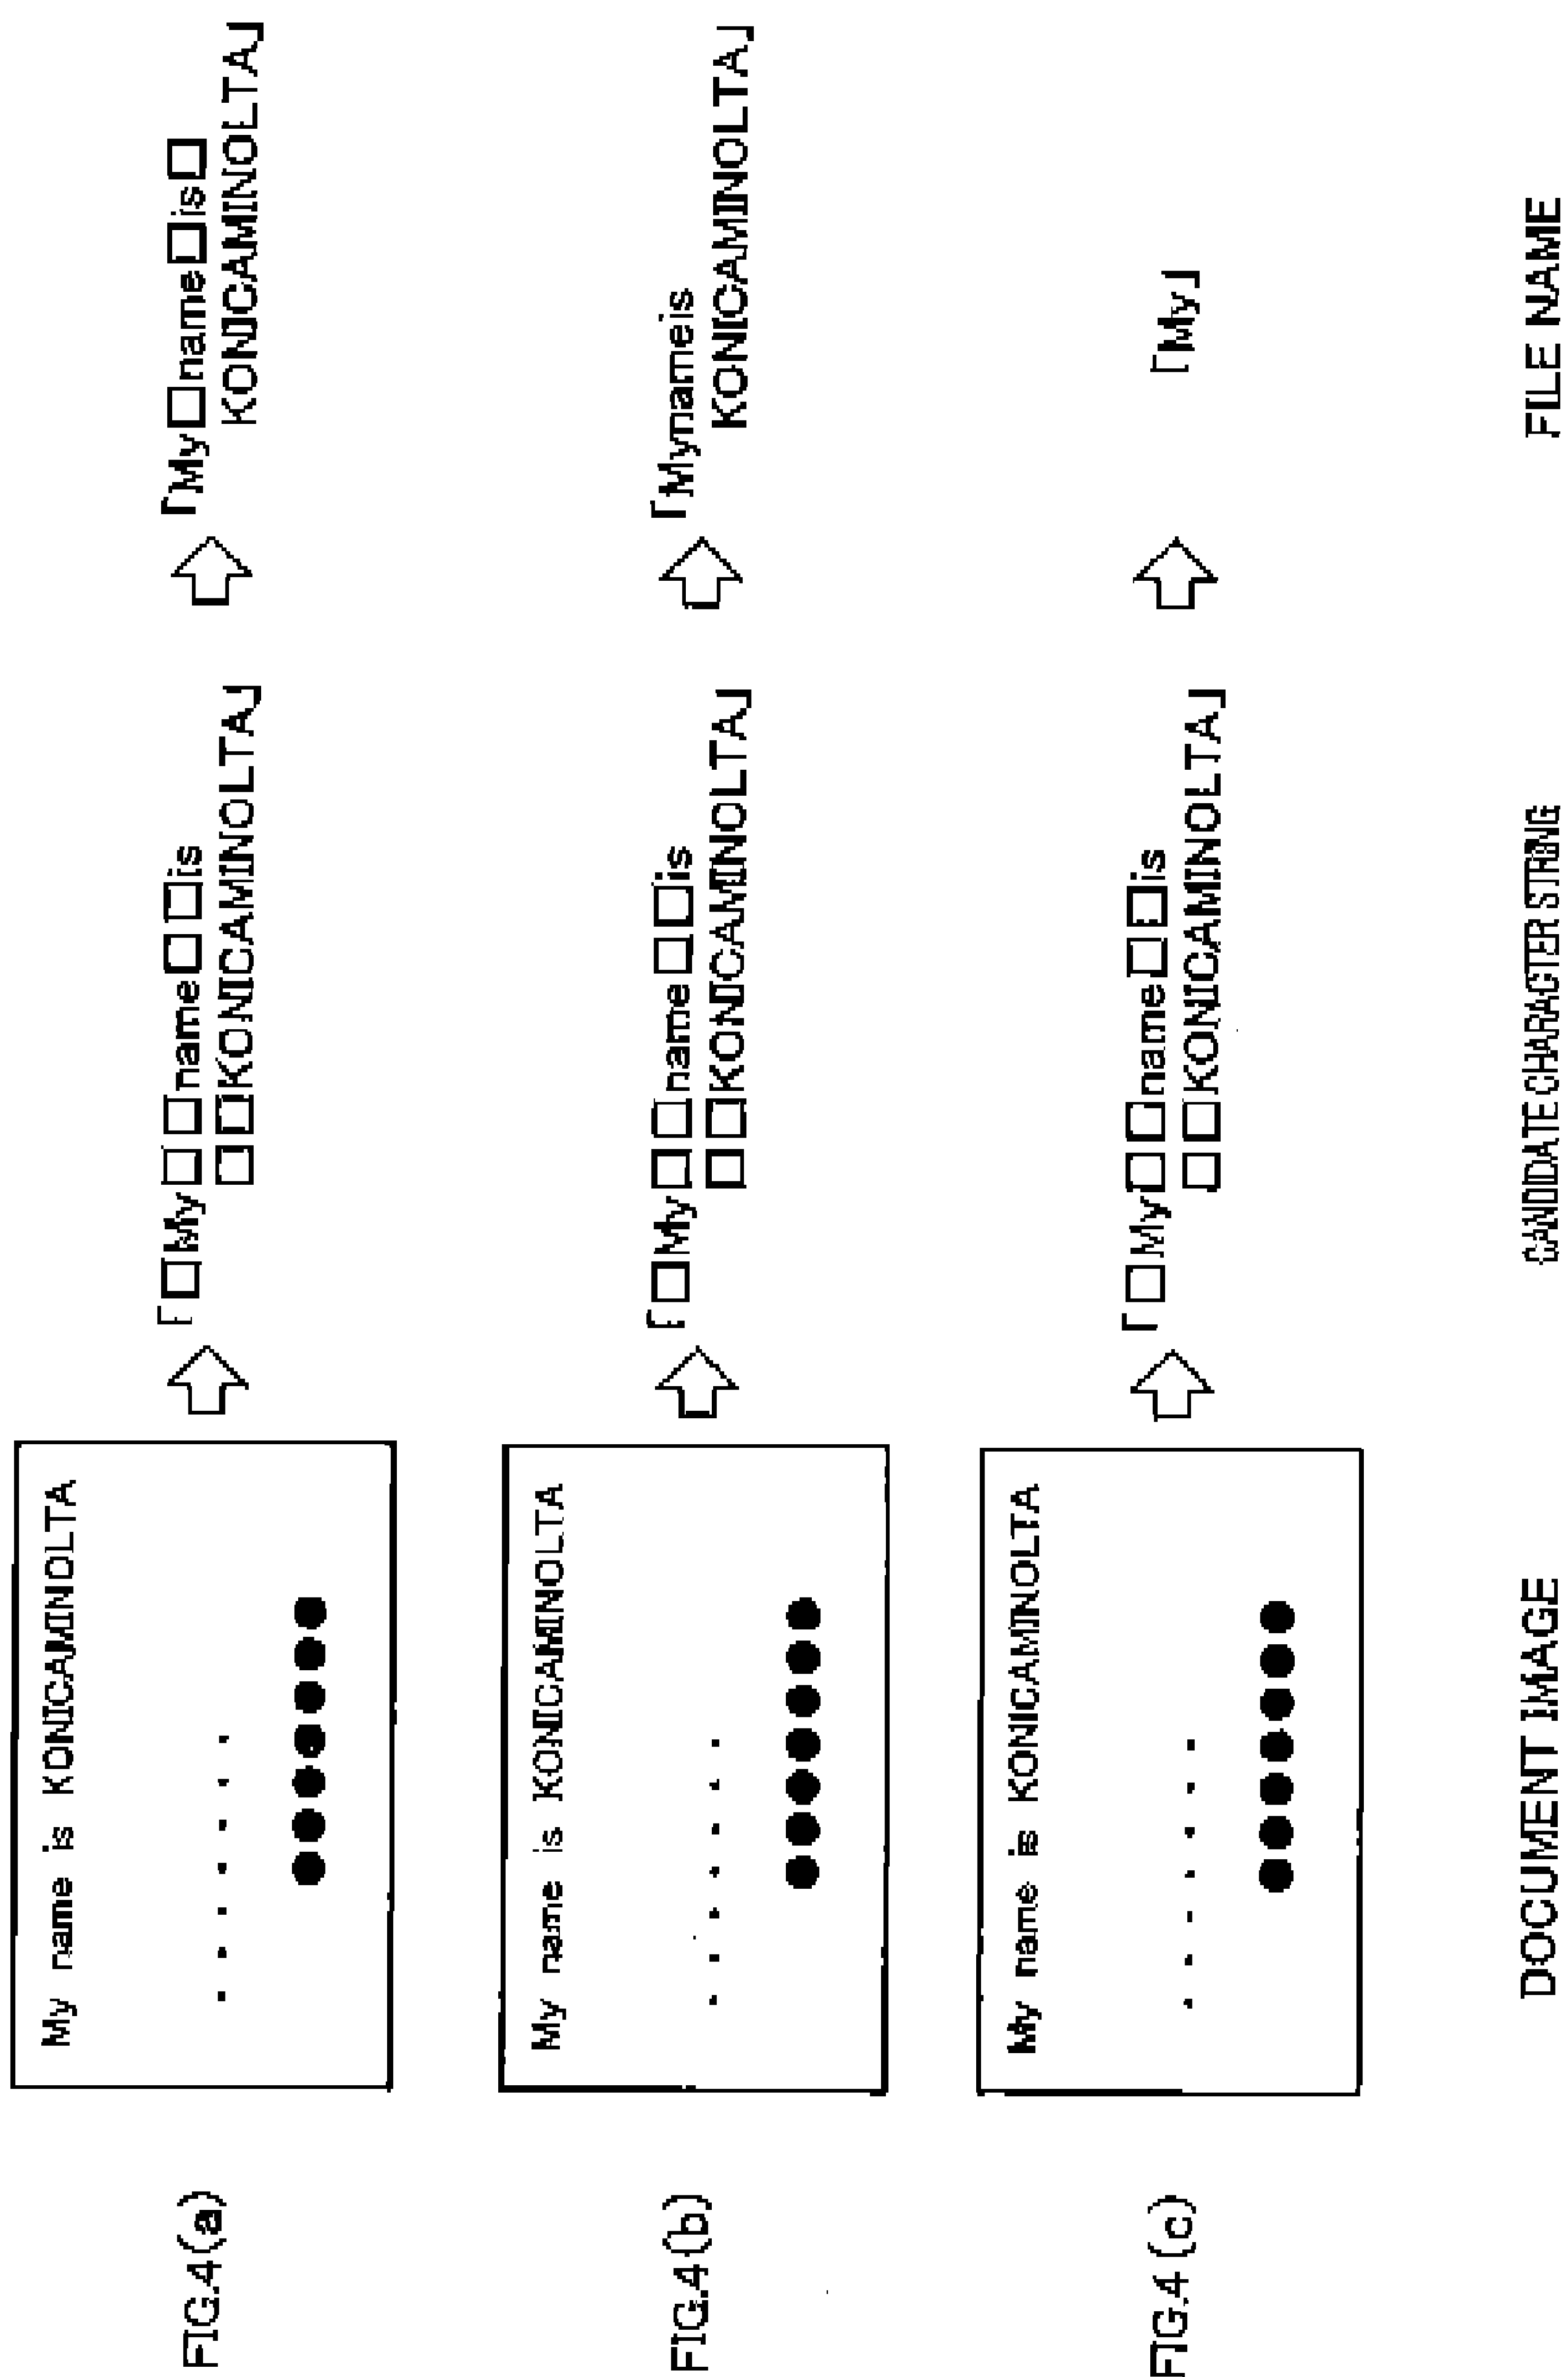 FIG.4(a)
My name is KONICAMINOLTA
・・・・・・・
●●●●●●●
⇨
「□My□□name□□is
□□KONICAMINOLTA」
⇨
「My□name□is□
KONICAMINOLTA」
FIG.4(b)
My name is KONICAMINOLTA
・・・・・・・
●●●●●●●
⇨
「□My□□name□□is
□□KONICAMINOLTA」
⇨
「Mynameis
KONICAMINOLTA」
FIG.4(c)
My name is KONICAMINOLTA
・・・・・・・
●●●●●●●
⇨
「□My□□name□□is
□□KONICAMINOLTA」
⇨
「My」
DOCUMENT IMAGE
CANDIDATE CHARACTER STRING
FILE NAME